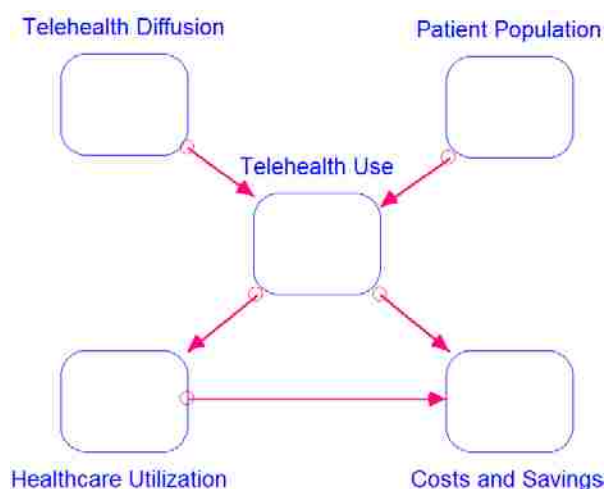 Telehealth Diffusion
Patient Population
Telehealth Use
Healthcare Utilization
Costs and Savings